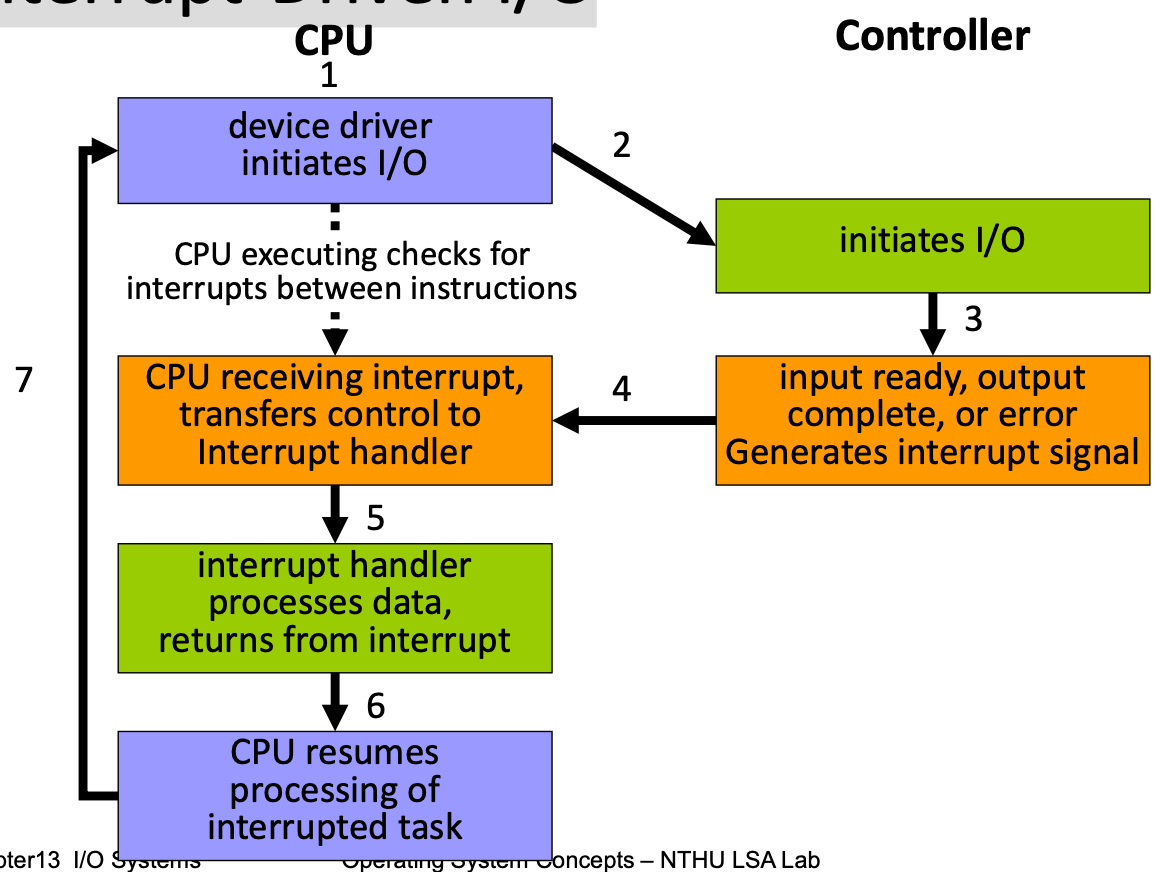 CPU
Controller
1
device driver
initiates I/O
2
initiates I/O
CPU executing checks for
interrupts between instructions
3
7
CPU receiving interrupt,
transfers control to
Interrupt handler
4
input ready, output
complete, or error
Generates interrupt signal
5
interrupt handler
processes data,
returns from interrupt
6
CPU resumes
processing of
interrupted task
I/O Systems
Operating System Concepts – NTHU LSA Lab